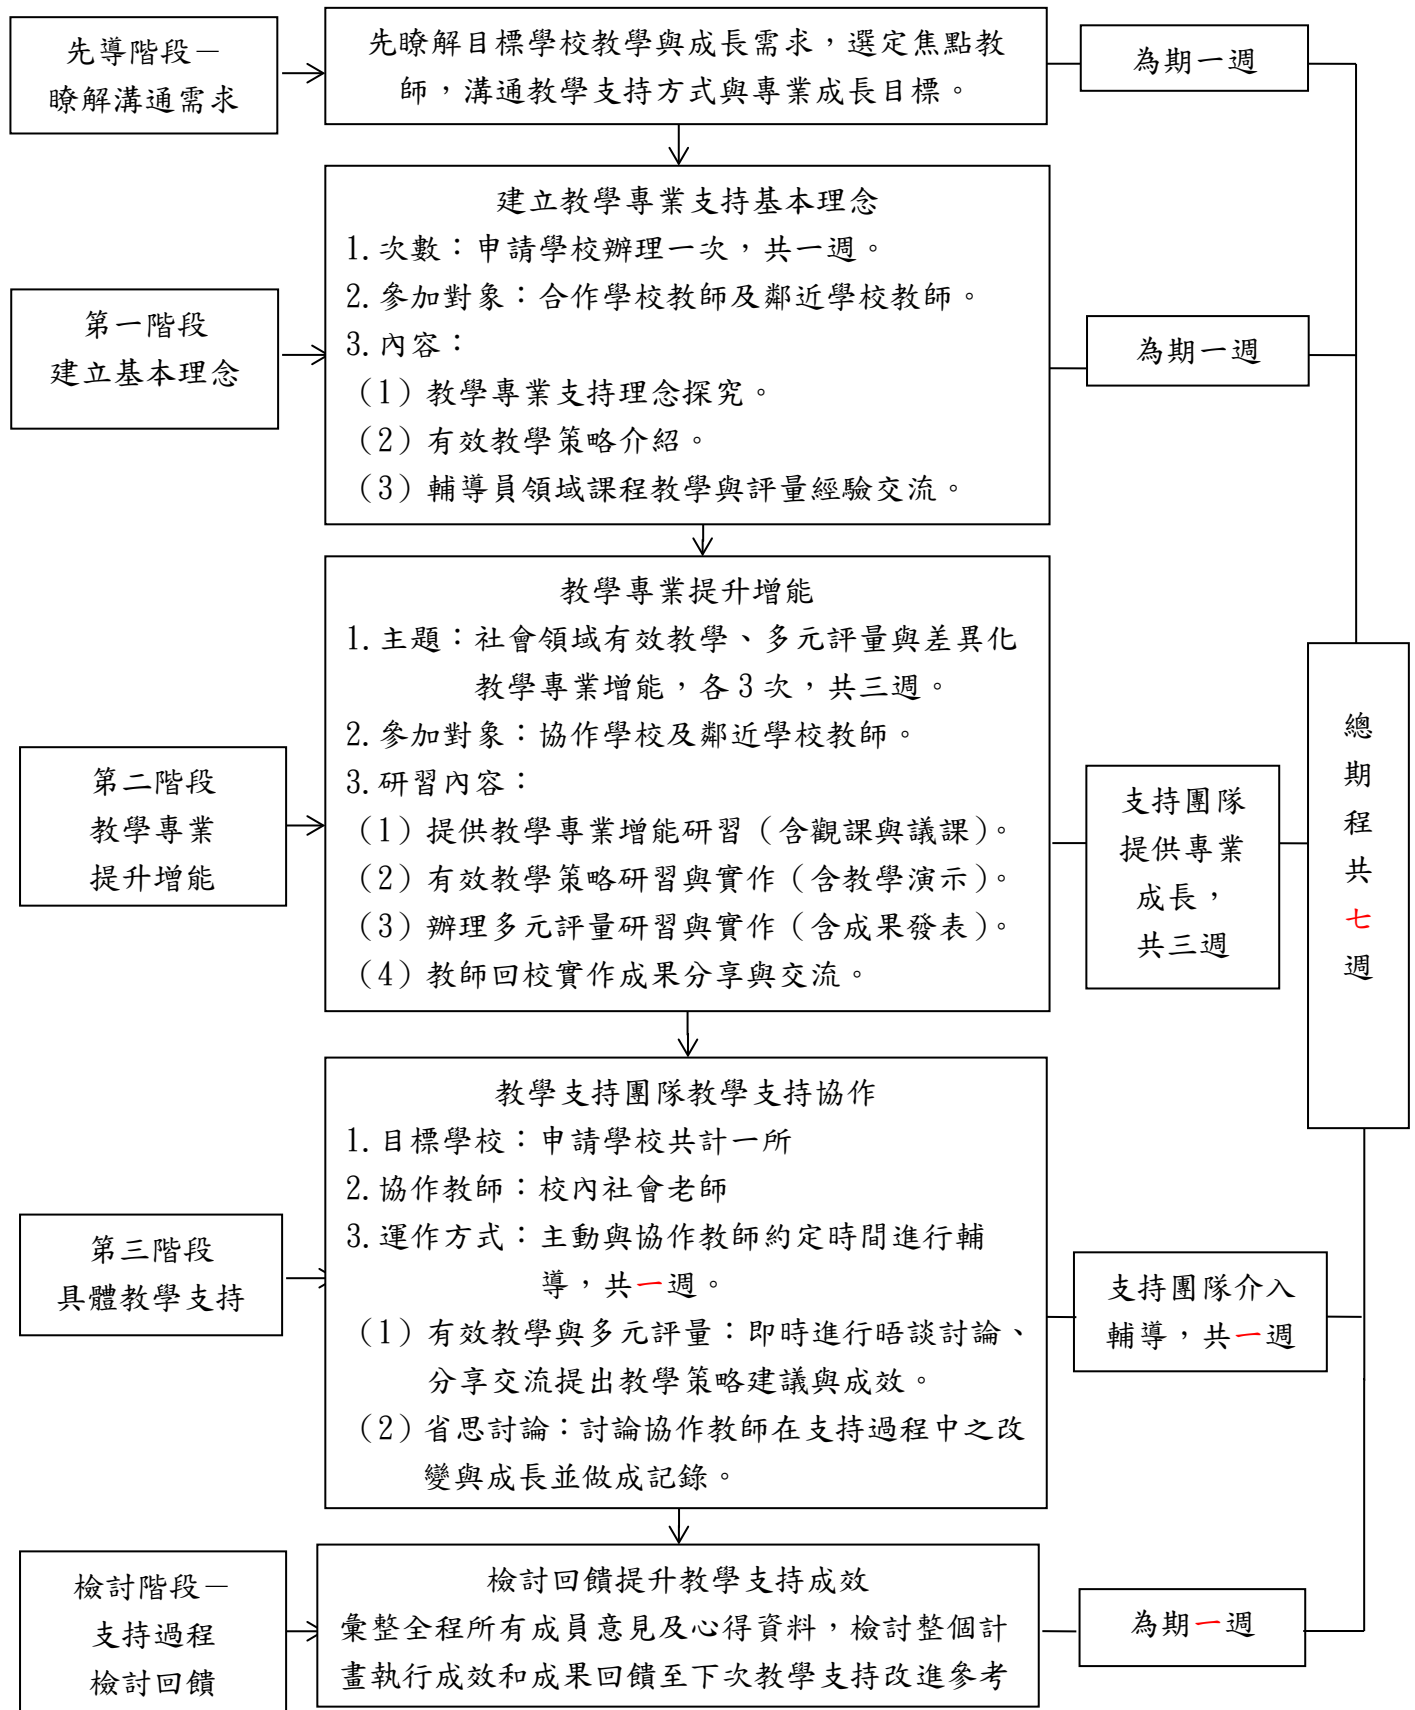 先導階段－
瞭解溝通需求
先瞭解目標學校教學與成長需求，選定焦點教
師，溝通教學支持方式與專業成長目標。
為期一週
第一階段
建立基本理念
建立教學專業支持基本理念
1.次數：申請學校辦理一次，共一週。
2.參加對象：合作學校教師及鄰近學校教師。
3.內容：
（1）教學專業支持理念探究。
（2）有效教學策略介紹。
（3）輔導員領域課程教學與評量經驗交流。
為期一週
第二階段
教學專業
提升增能
教學專業提升增能
1.主題：社會領域有效教學、多元評量與差異化
教學專業增能，各3次，共三週。
2.參加對象：協作學校及鄰近學校教師。
3.研習內容：
（1）提供教學專業增能研習（含觀課與議課）。
（2）有效教學策略研習與實作（含教學演示）。
（3）辦理多元評量研習與實作（含成果發表）。
（4）教師回校實作成果分享與交流。
支持團隊
提供專業
成長，
共三週
總
期
程
共
七
週
第三階段
具體教學支持
教學支持團隊教學支持協作
1.目標學校：申請學校共計一所
2.協作教師：校內社會老師
3.運作方式：主動與協作教師約定時間進行輔
導，共一週。
（1）有效教學與多元評量：即時進行晤談討論、
分享交流提出教學策略建議與成效。
（2）省思討論：討論協作教師在支持過程中之改
變與成長並做成記錄。
支持團隊介入
輔導，共一週
檢討階段－
支持過程
檢討回饋
檢討回饋提升教學支持成效
彙整全程所有成員意見及心得資料，檢討整個計
畫執行成效和成果回饋至下次教學支持改進參考
為期一週